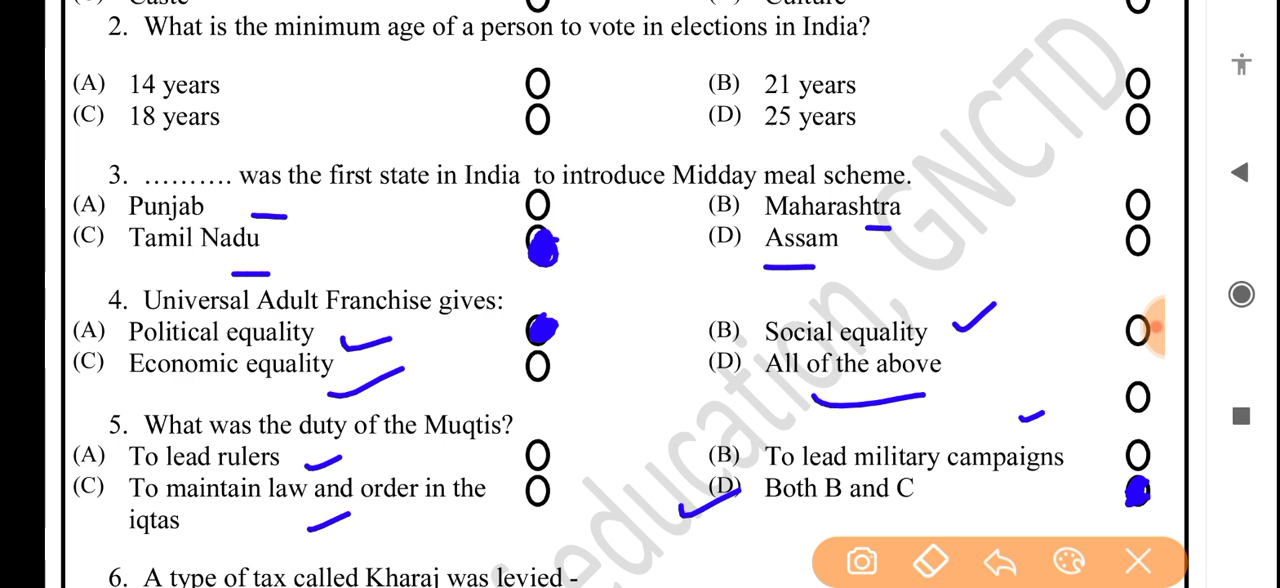 2. What is the minimum age of a person to vote in elections in India?
(A) 14 years (B) 21 years
(C) 18 years (D) 25 years
3. .......... was the first state in India to introduce Midday meal scheme.
(A) Punjab (B) Maharashtra
(C) Tamil Nadu (D) Assam
4. Universal Adult Franchise gives:
(A) Political equality (B) Social equality
(C) Economic equality (D) All of the above
5. What was the duty of the Muqtis?
(A) To lead rulers (B) To lead military campaigns
(C) To maintain law and order in the (D) Both B and C
iqtas
6. A type of tax called Kharaj was levied -
education, GNCTD